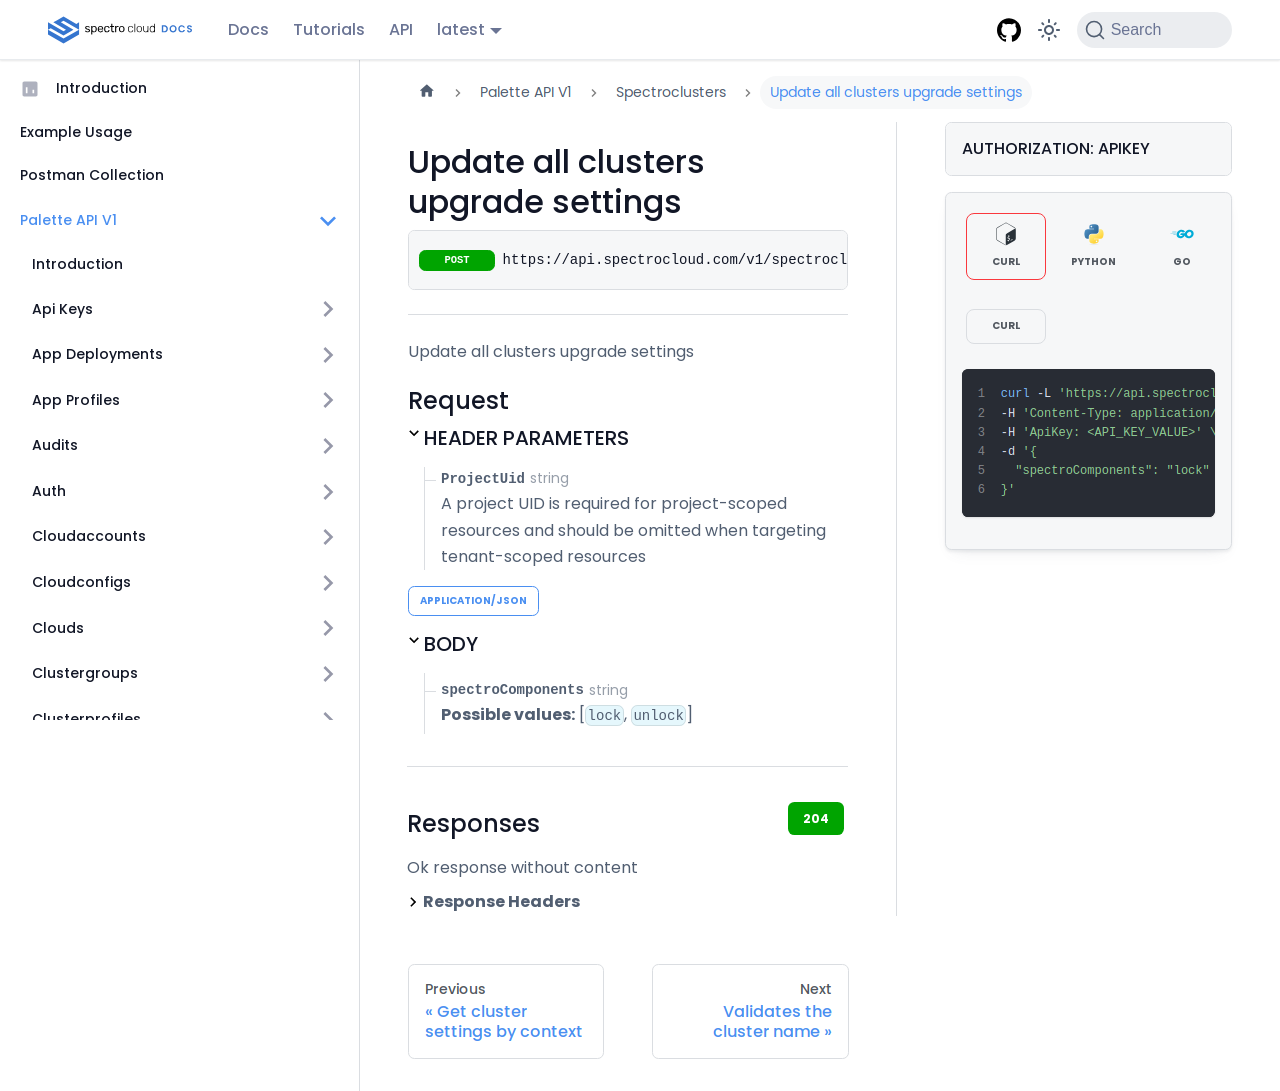 spectro cloud DOCS
Docs
Tutorials
API
latest
Search
Introduction
Example Usage
Postman Collection
Palette API V1
Introduction
Api Keys
App Deployments
App Profiles
Audits
Auth
Cloudaccounts
Cloudconfigs
Clouds
Clustergroups
Clusterprofiles
Palette API V1
Spectroclusters
Update all clusters upgrade settings
Update all clusters
upgrade settings
POST https://api.spectrocloud.com/v1/spectrocl
Update all clusters upgrade settings
Request
HEADER PARAMETERS
ProjectUid string
A project UID is required for project-scoped
resources and should be omitted when targeting
tenant-scoped resources
APPLICATION/JSON
BODY
spectroComponents string
Possible values: [lock, unlock]
Responses
204
Ok response without content
Response Headers
Previous
« Get cluster
settings by context
Next
Validates the
cluster name »
AUTHORIZATION: APIKEY
CURL
PYTHON
GO
GO
CURL
1 curl -L 'https://api.spectrocl
2 -H 'Content-Type: application/
3 -H 'ApiKey: <API_KEY_VALUE>' \
4 -d '{
5 "spectroComponents": "lock"
6 }'